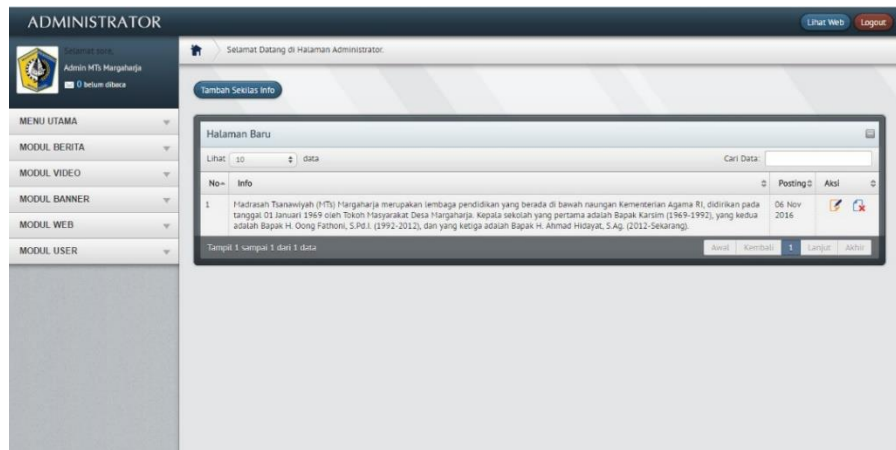 ADMINISTRATOR
Lihat Web
Logout
Selamat sore,
Admin MTs Margaharja
0 belum dibaca
Selamat Datang di Halaman Administrator.
Tambah Sekilas Info
MENU UTAMA
MODUL BERITA
MODUL VIDEO
MODUL BANNER
MODUL WEB
MODUL USER
Halaman Baru
Lihat 10 data
Cari Data:
No Info Posting Aksi
1 Madrasah Tsanawiyah (MTs) Margaharja merupakan lembaga pendidikan yang berada di bawah naungan Kementerian Agama RI, didirikan pada 06 Nov
tanggal 01 Januari 1969 oleh Tokoh Masyarakat Desa Margaharja. Kepala sekolah yang pertama adalah Bapak Karsim (1969-1992), yang kedua 2016
adalah Bapak H. Oong Fathoni, S.Pd.I. (1992-2012), dan yang ketiga adalah Bapak H. Ahmad Hidayat, S.Ag. (2012-Sekarang).
Tampil 1 sampai 1 dari 1 data
Awal Kembali 1 Lanjut Akhir